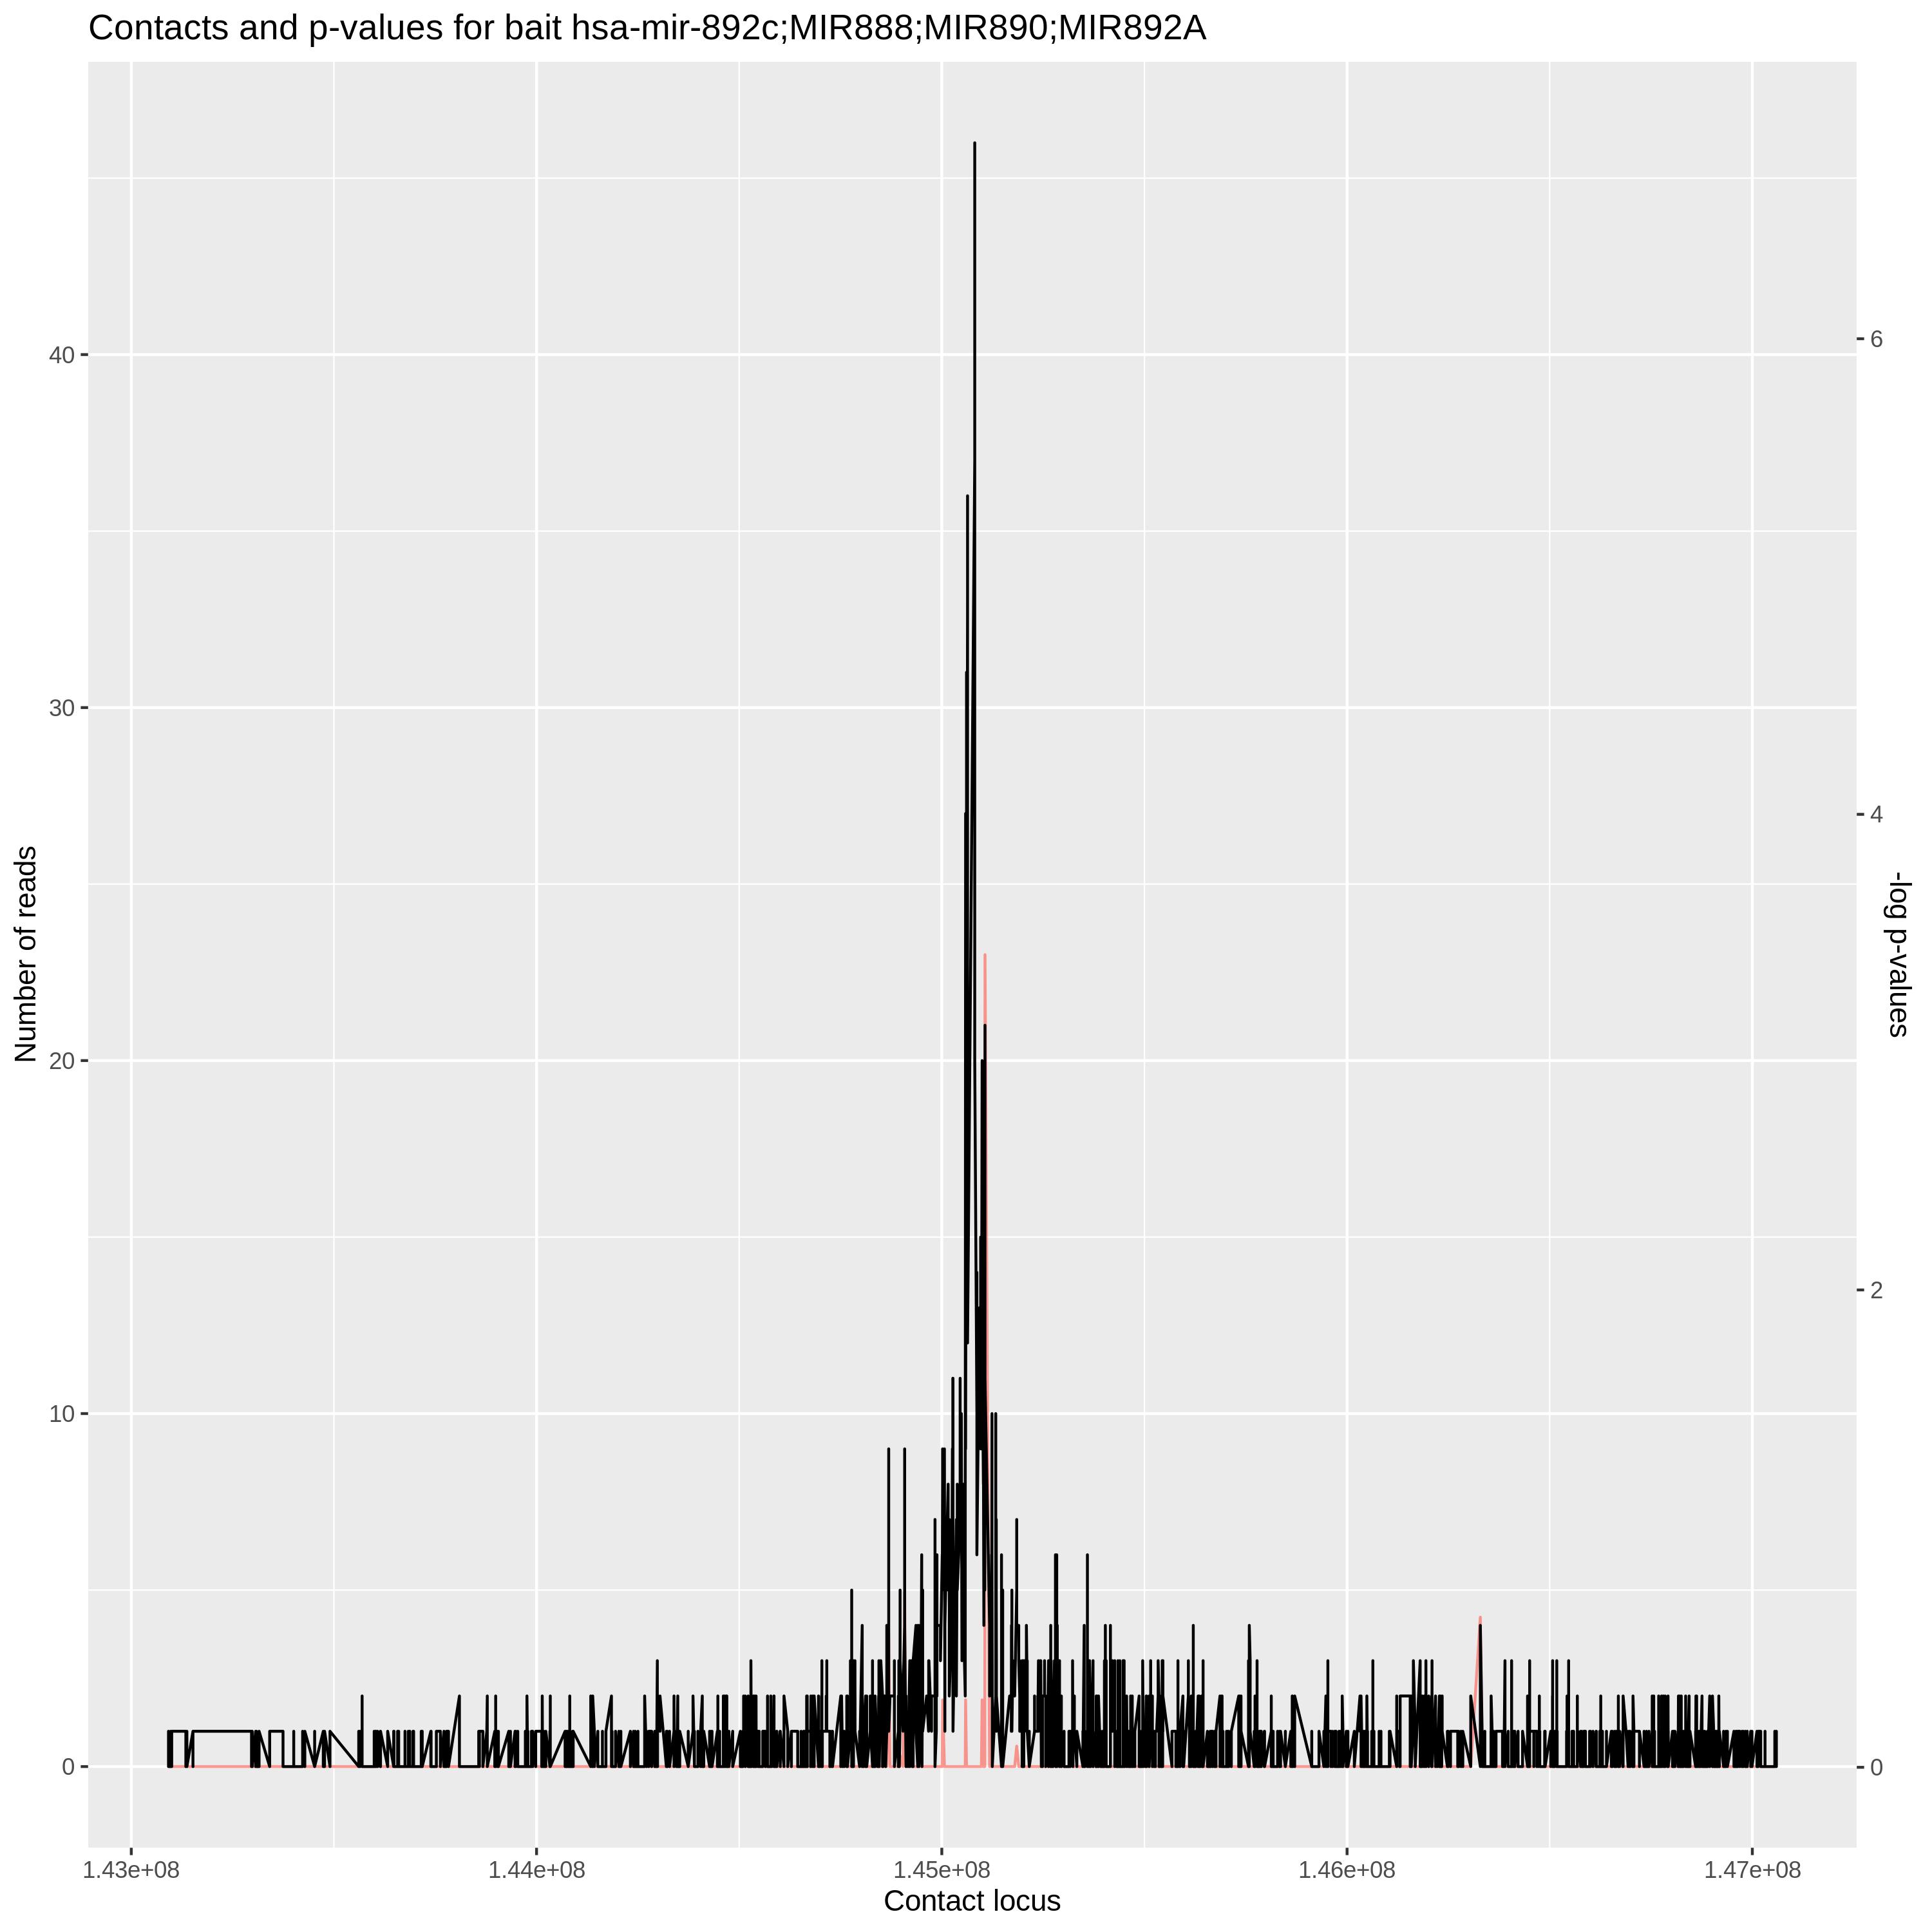 Contacts and p-values for bait hsa-mir-892c;MIR888;MIR890;MIR892A
Number of reads
40
30
20
10
0
6
4
2
0
-log p-values
1.43e+08 1.44e+08 1.45e+08 1.46e+08 1.47e+08
Contact locus